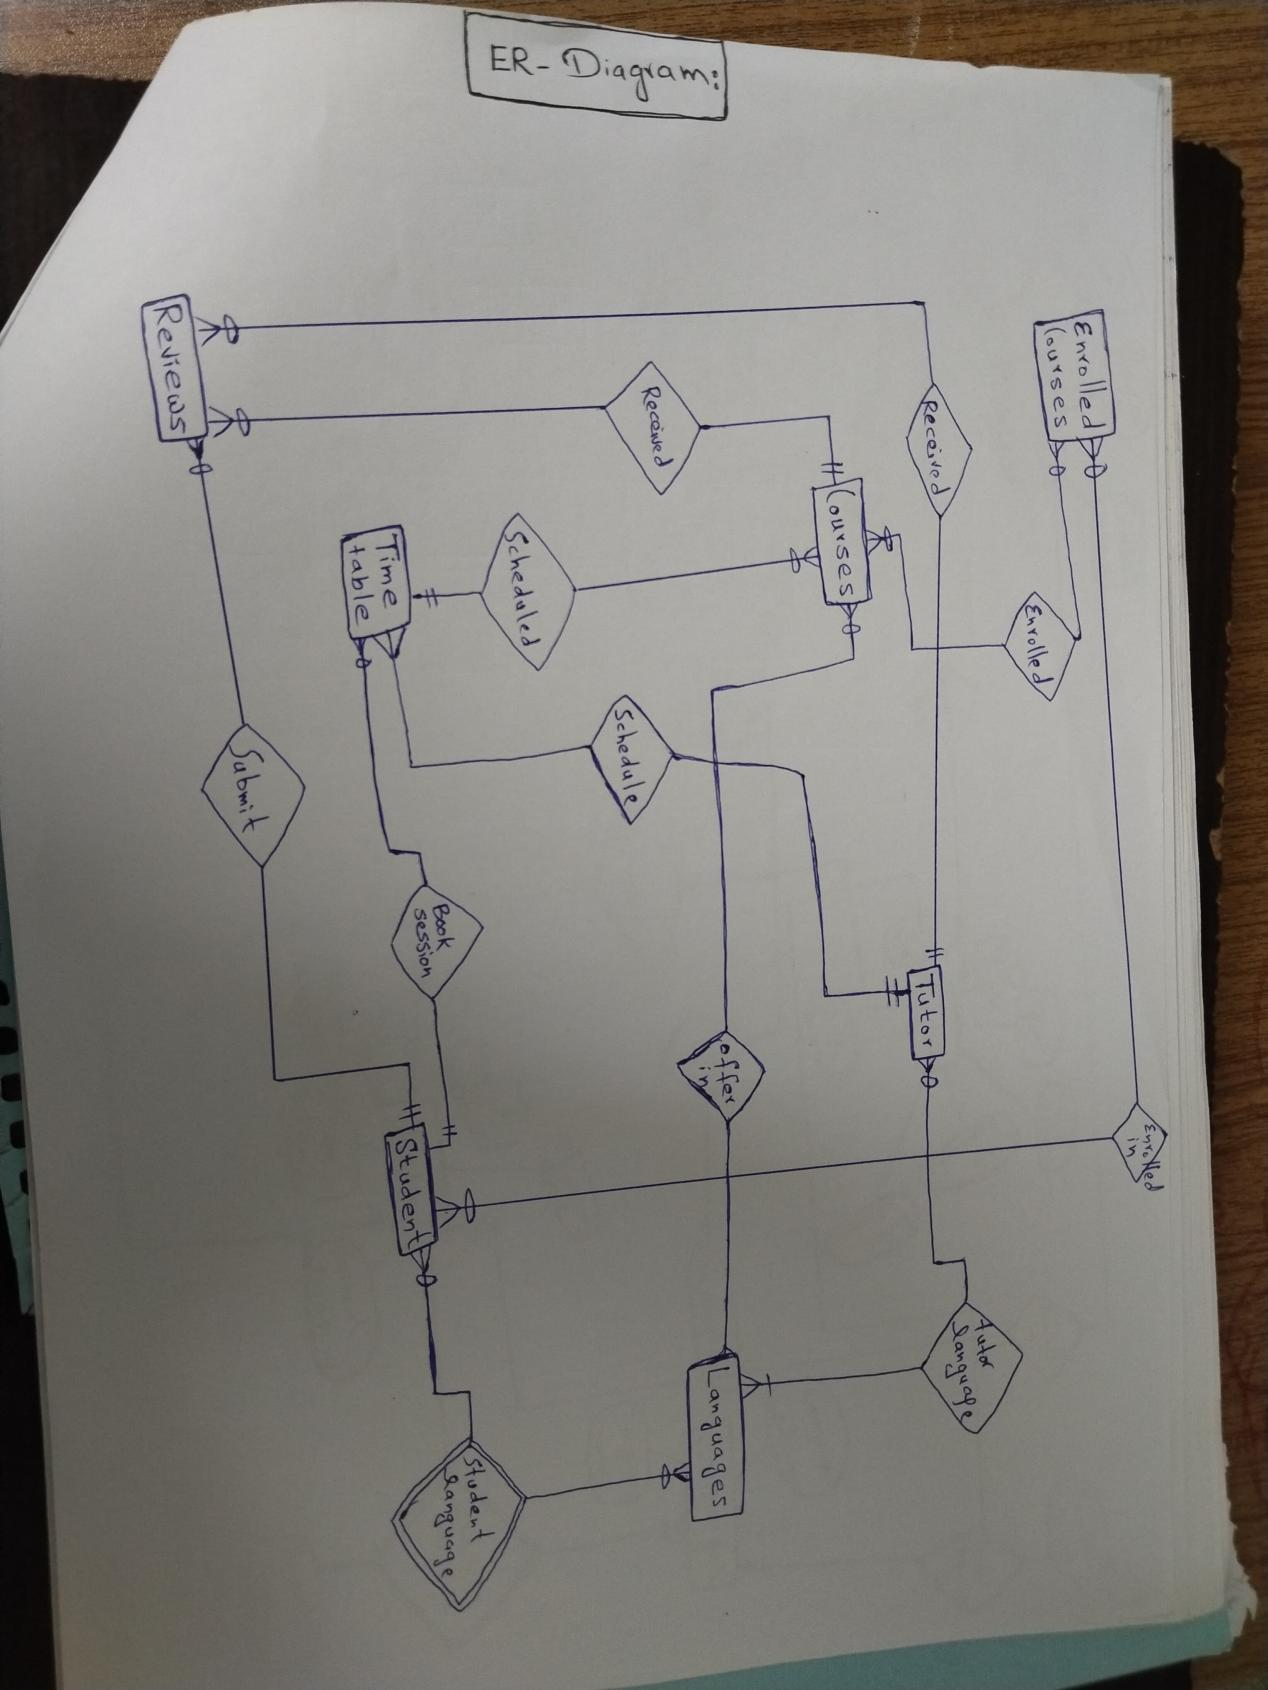 ER- Diagram:
Enrolled
Courses
Received
Received
Reviews
Courses
Scheduled
Time
table
Enrolled
Schedule
Submit
Book
session
Tutor
offer
in
Enrolled
in
Student
tutor
language
Languages
Student
language